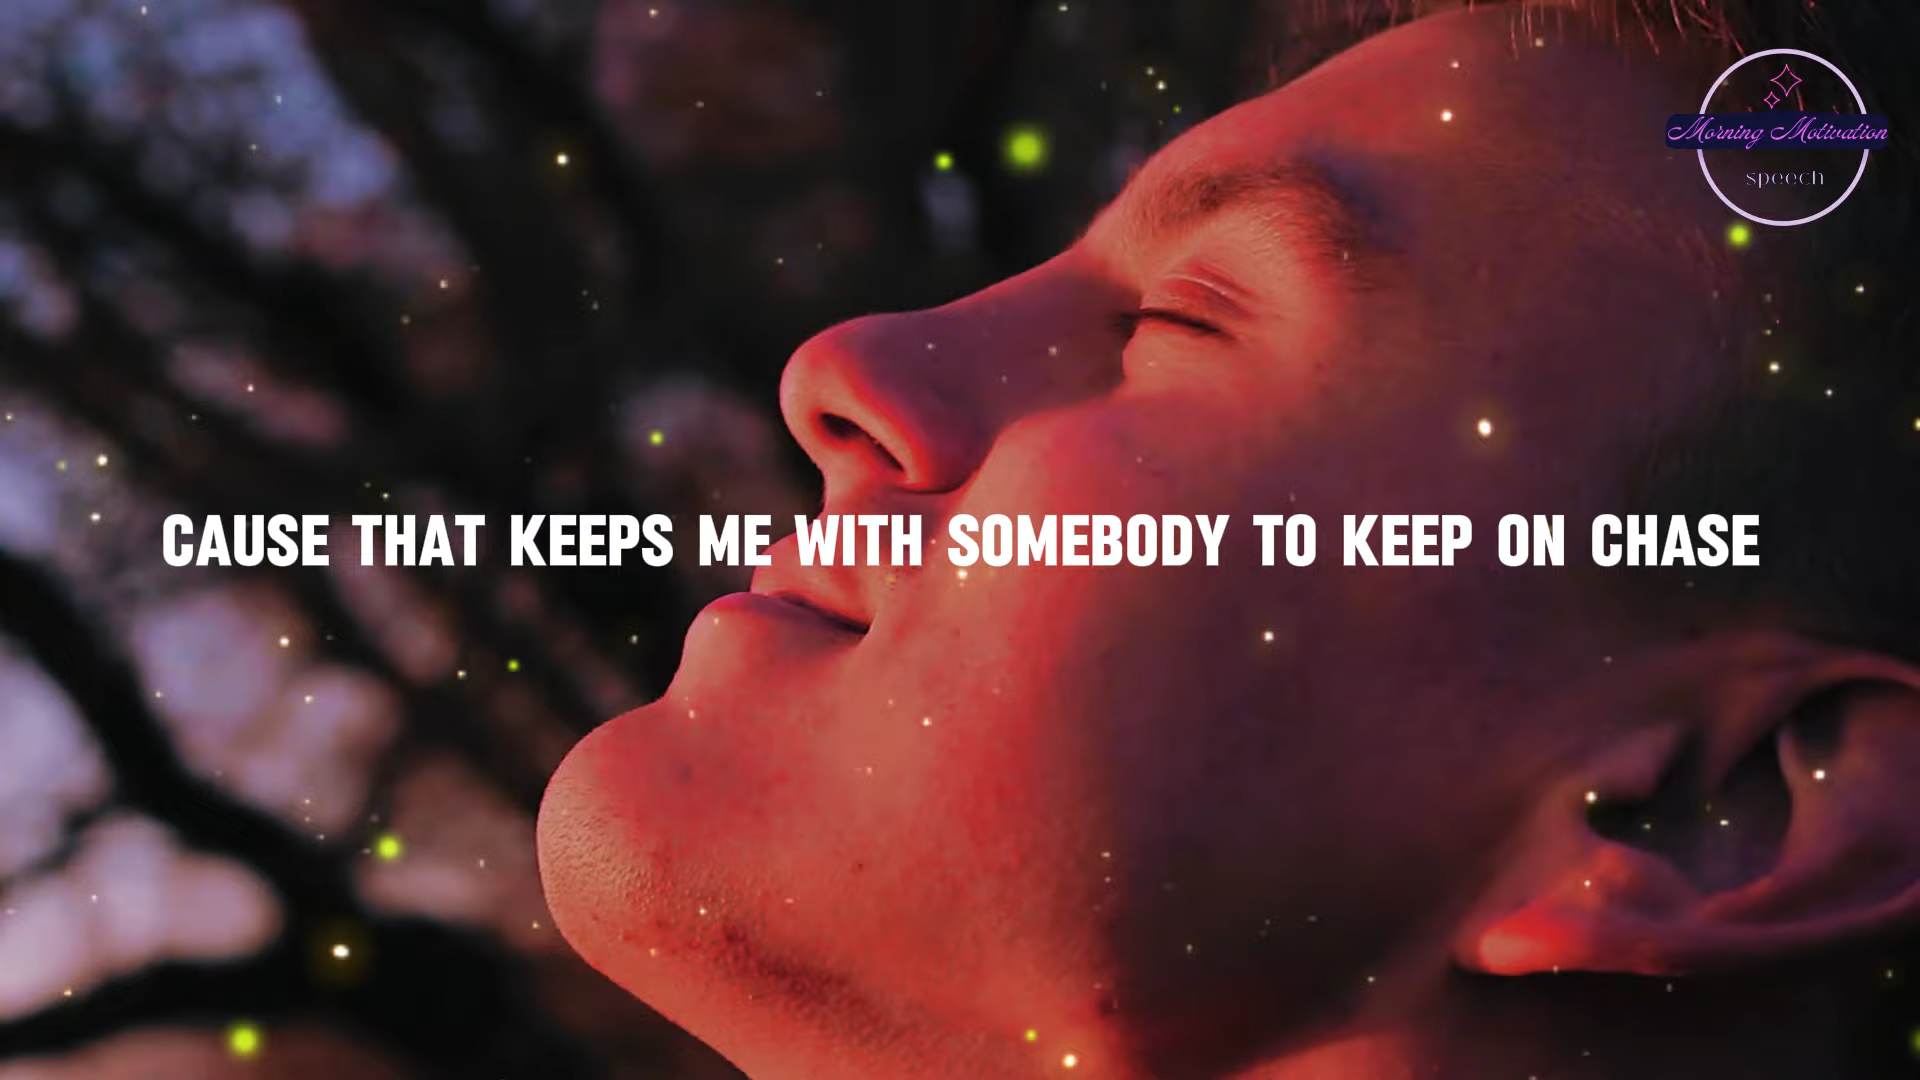 Morning Motivation
speech
CAUSE THAT KEEPS ME WITH SOMEBODY TO KEEP ON CHASE